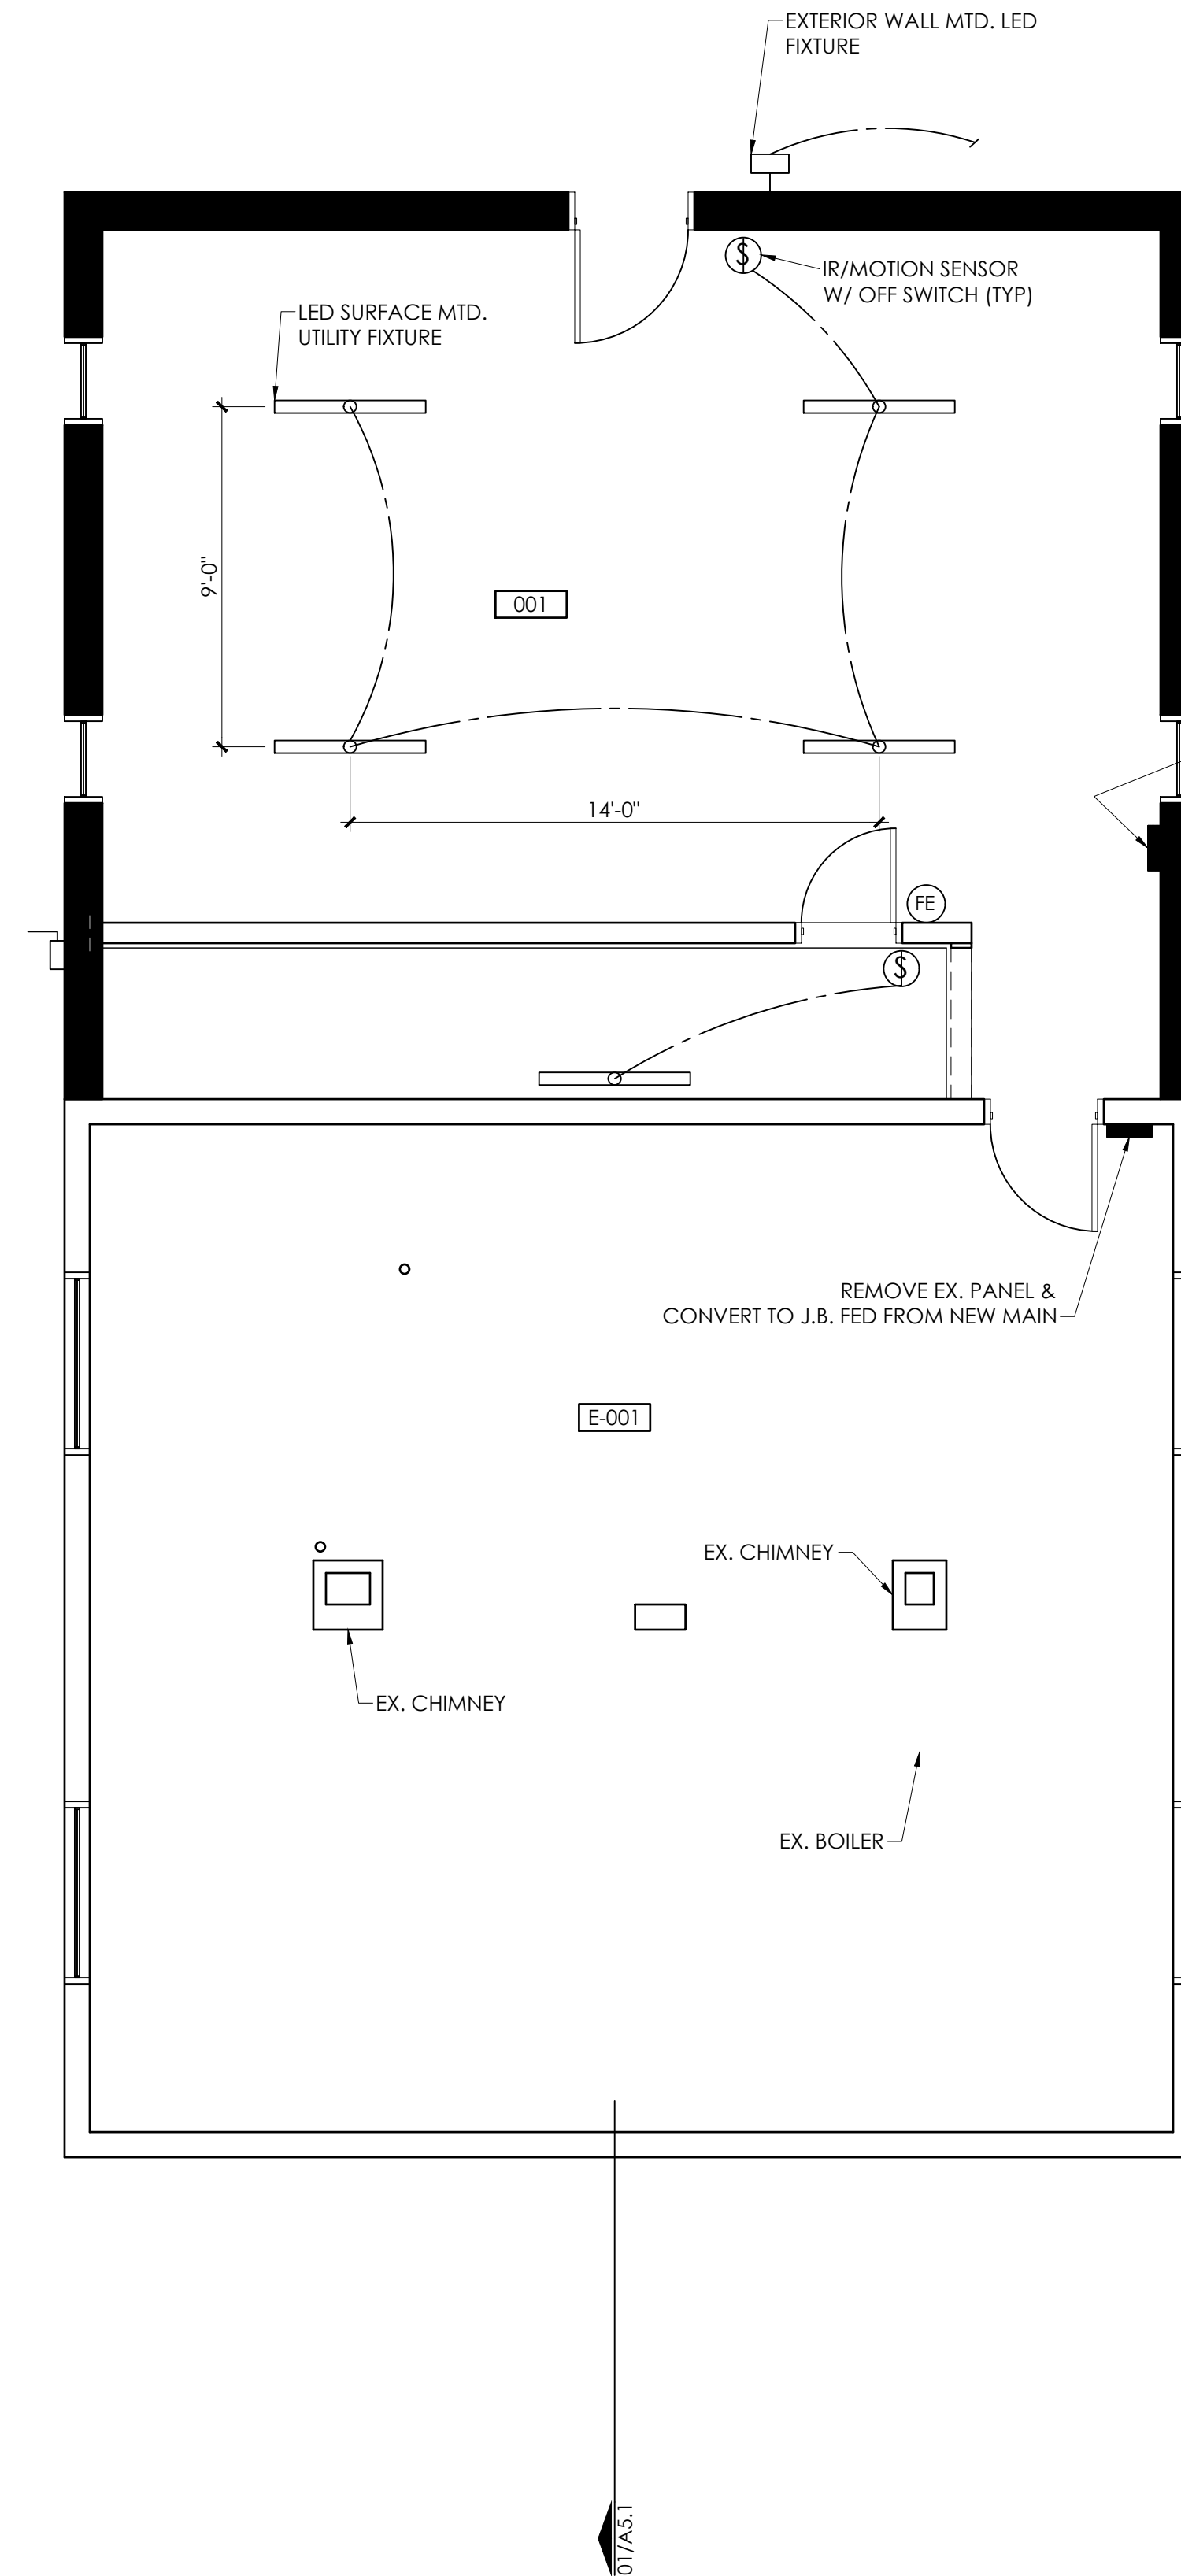 EXTERIOR WALL MTD. LED
FIXTURE
IR/MOTION SENSOR
W/ OFF SWITCH (TYP)
LED SURFACE MTD.
UTILITY FIXTURE
$
9'-0"
001
14'-0"
FE
$
REMOVE EX. PANEL &
CONVERT TO J.B. FED FROM NEW MAIN
E-001
EX. CHIMNEY
EX. CHIMNEY
EX. BOILER
01/A5.1